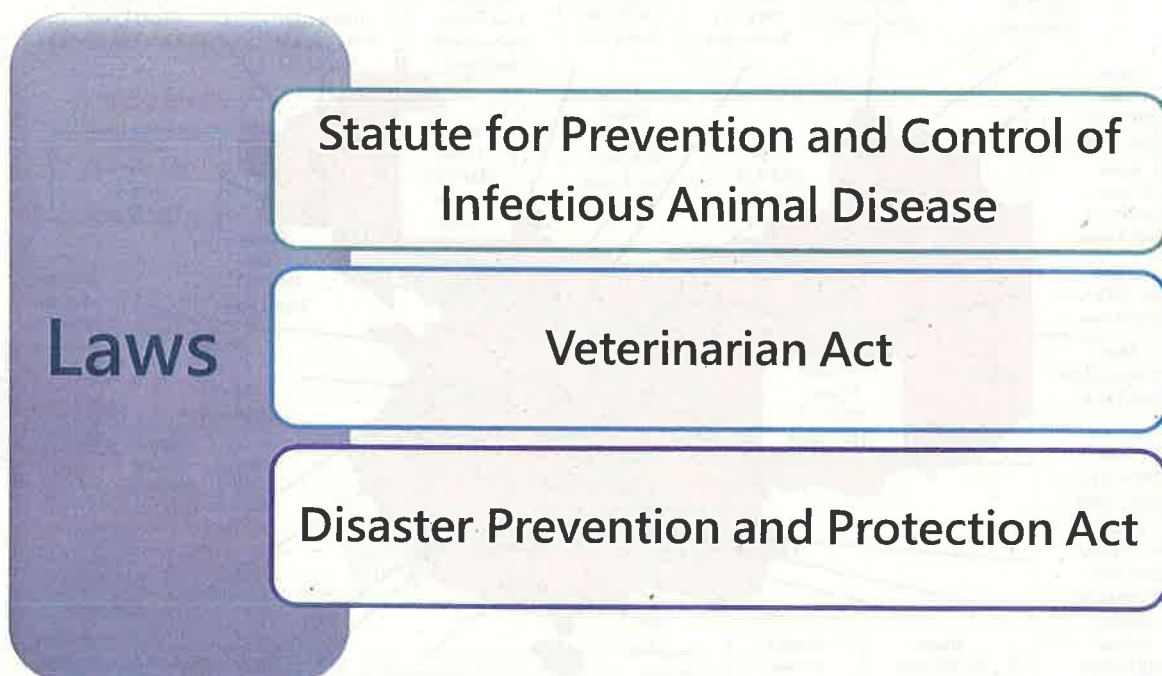 Laws
Statute for Prevention and Control of
Infectious Animal Disease
Veterinarian Act
Disaster Prevention and Protection Act